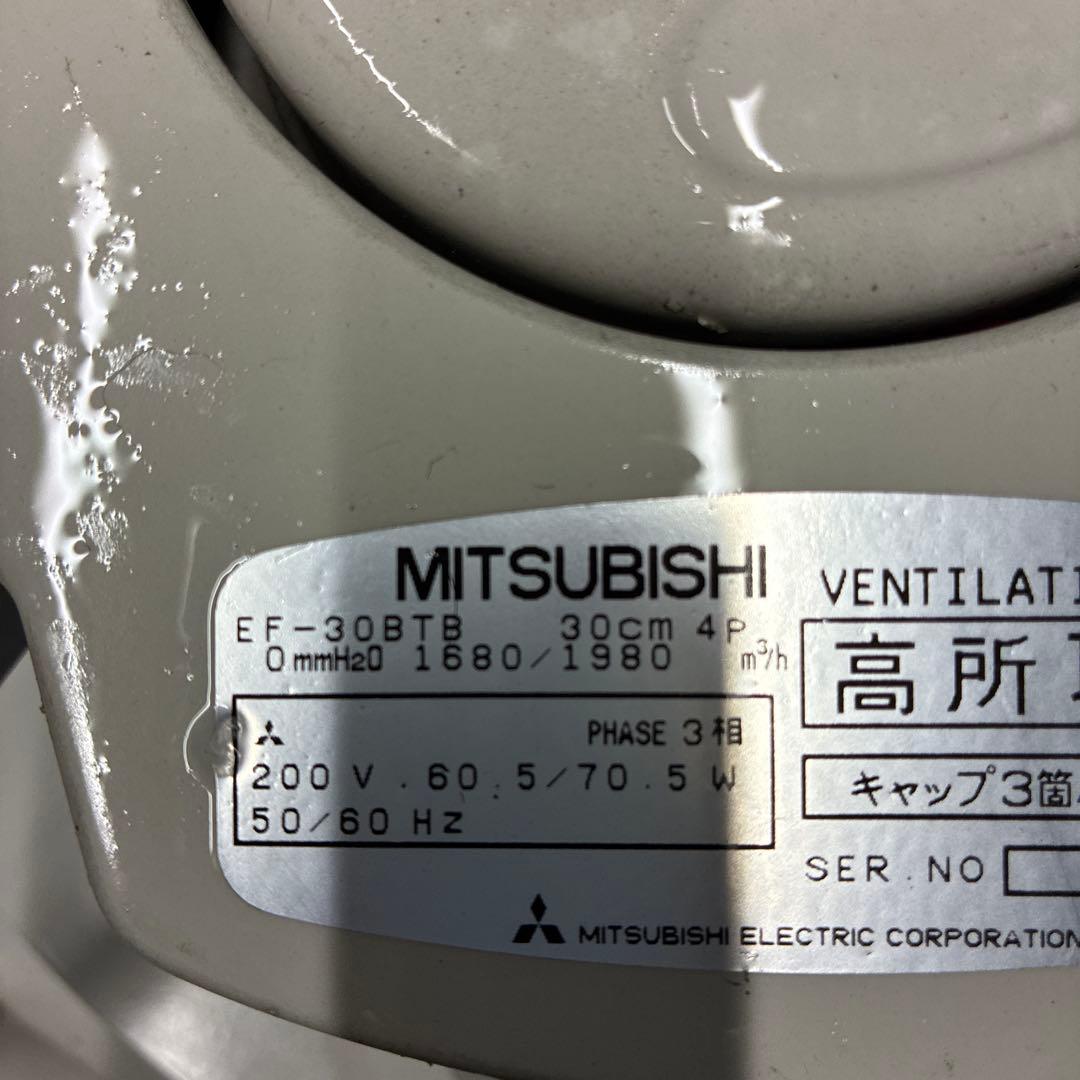 MITSUBISHI
EF-30BTB 30cm 4P
0mmH2O 1680/1980 m³/h
PHASE 3相
200 V . 60.5/70.5 W
50/60 Hz
MITSUBISHI ELECTRIC CORPORATION
VENTILATI
高所
キャップ3箇
SER.NO